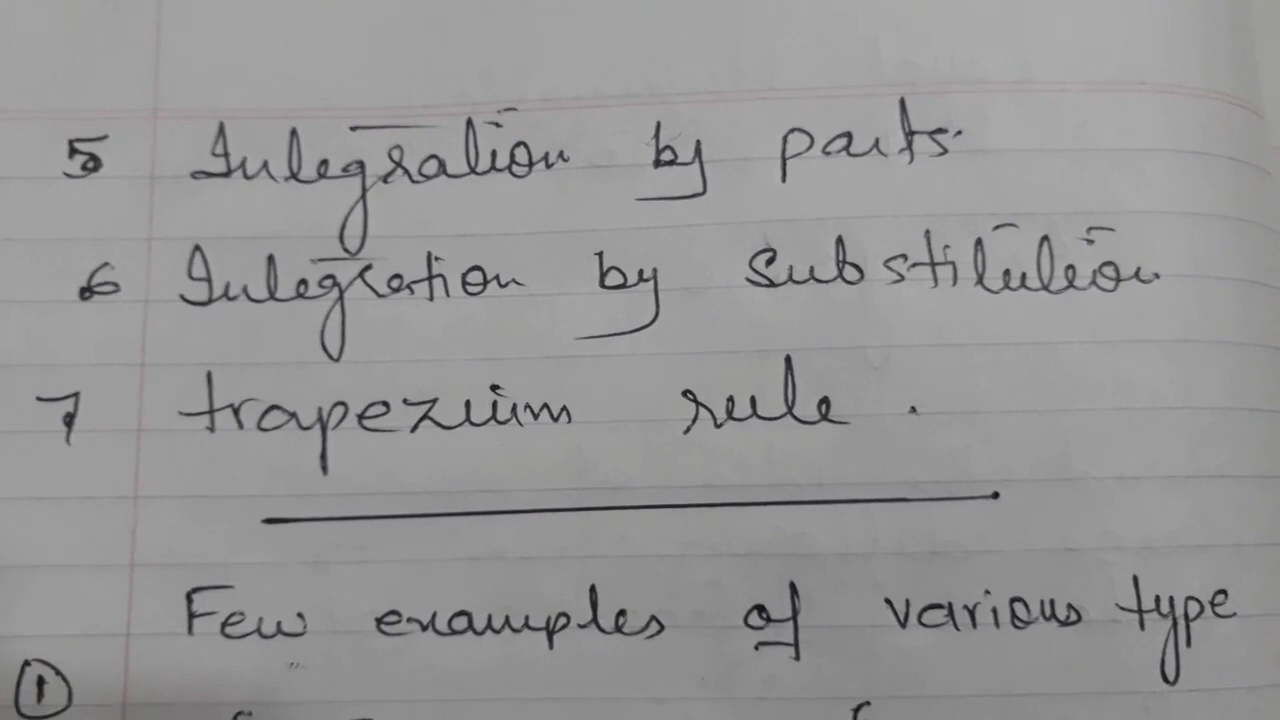 5 Integration by parts.
6 Integration by substitution
7 trapezium rule.
Few examples of various type
①